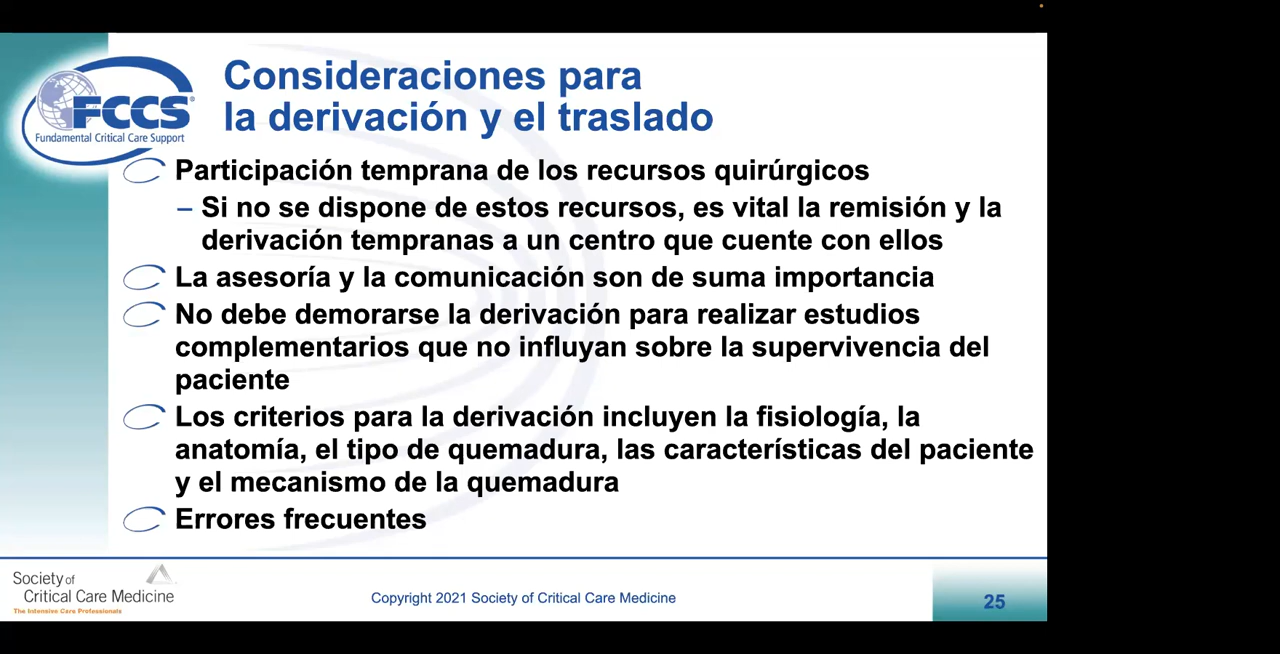 Consideraciones para
la derivación y el traslado
FCCS®
Fundamental Critical Care Support
Participación temprana de los recursos quirúrgicos
– Si no se dispone de estos recursos, es vital la remisión y la
derivación tempranas a un centro que cuente con ellos
La asesoría y la comunicación son de suma importancia
No debe demorarse la derivación para realizar estudios
complementarios que no influyan sobre la supervivencia del
paciente
Los criterios para la derivación incluyen la fisiología, la
anatomía, el tipo de quemadura, las características del paciente
y el mecanismo de la quemadura
Errores frecuentes
Society of
Critical Care Medicine
The Intensive Care Professionals
Copyright 2021 Society of Critical Care Medicine
25